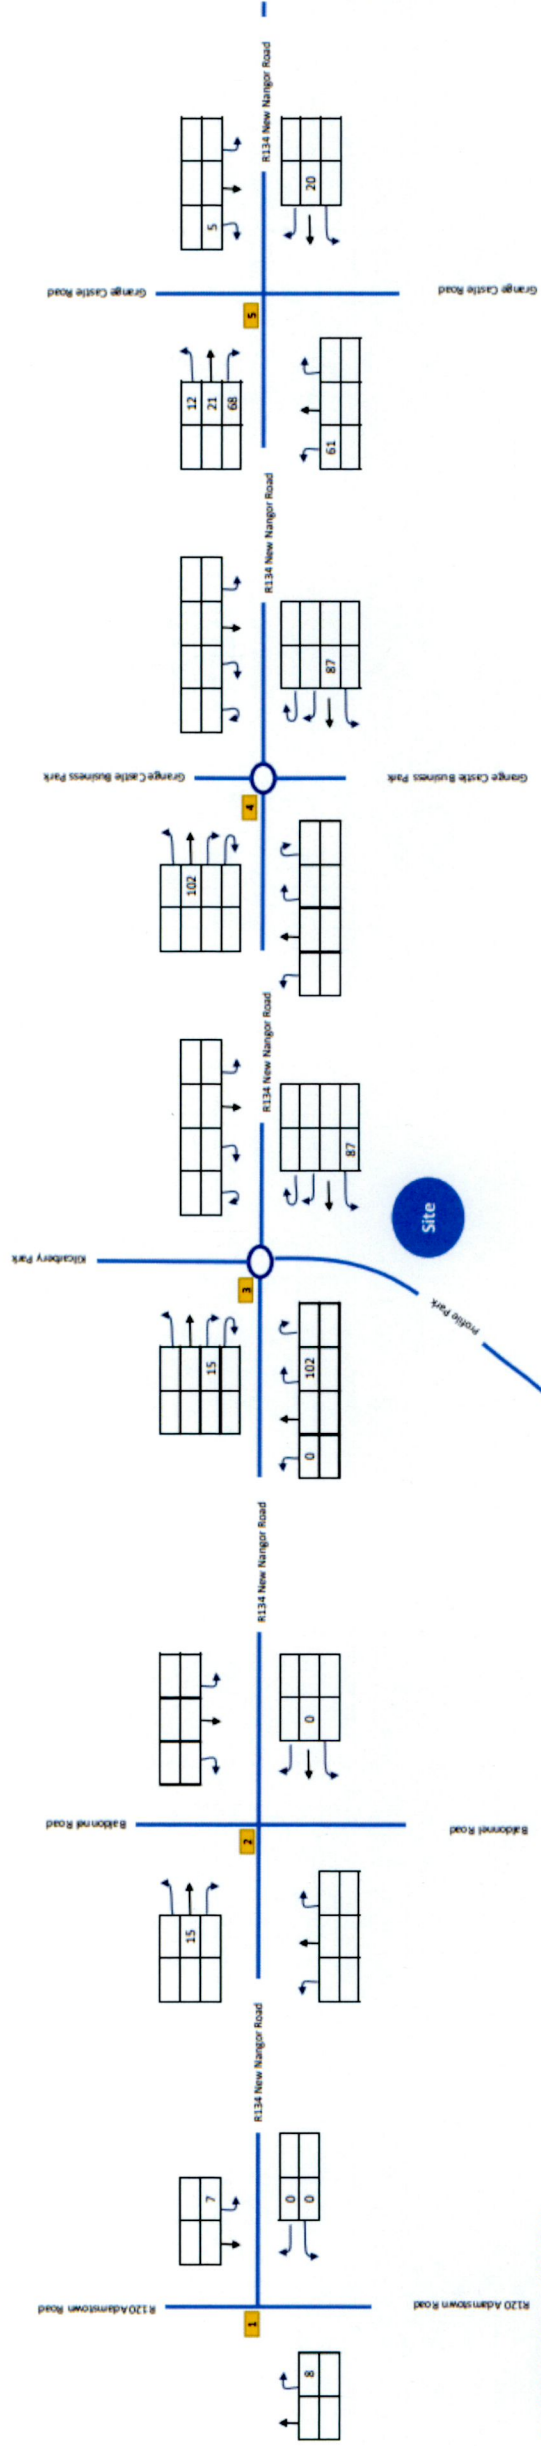 R134 New Nangor Road
5
20
Grange Castle Road
Grange Castle Road
5
12
21
68
61
R134 New Nangor Road
87
Grange Castle Business Park
Grange Castle Business Park
4
102
R134 New Nangor Road
87
Site
Kilcarbery Park
3
Profile Park
15
102
0
R134 New Nangor Road
0
Baldonnel Road
Baldonnel Road
2
15
R134 New Nangor Road
7
0
0
R120 Adamstown Road
R120 Adamstown Road
1
8